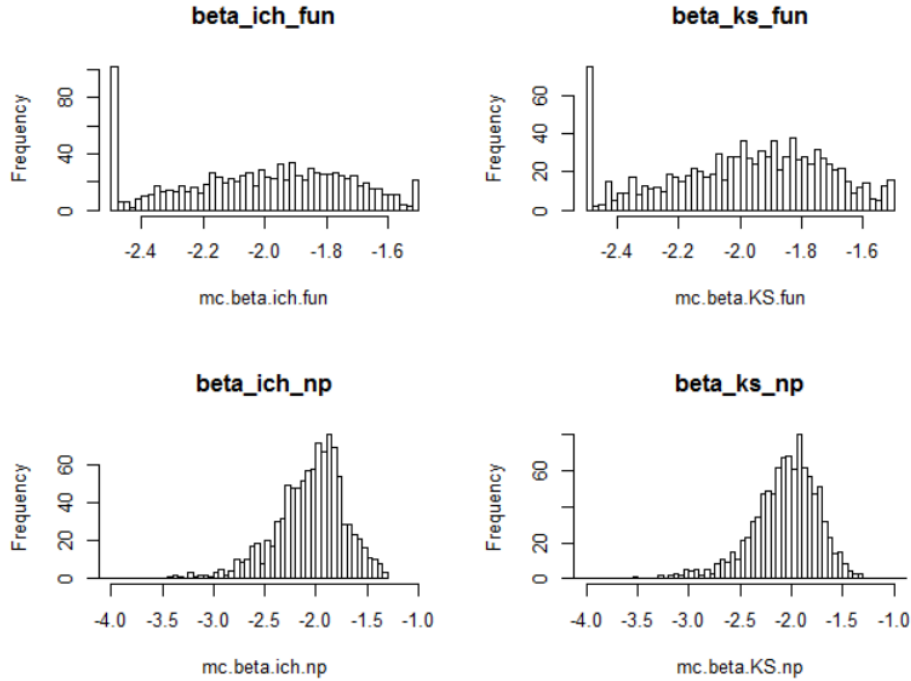 beta_ich_fun
Frequency
0 40 80
-2.4 -2.2 -2.0 -1.8 -1.6
mc.beta.ich.fun
beta_ks_fun
Frequency
0 20 40 60
-2.4 -2.2 -2.0 -1.8 -1.6
mc.beta.KS.fun
beta_ich_np
Frequency
0 20 40 60
-4.0 -3.5 -3.0 -2.5 -2.0 -1.5 -1.0
mc.beta.ich.np
beta_ks_np
Frequency
0 20 60
-4.0 -3.5 -3.0 -2.5 -2.0 -1.5 -1.0
mc.beta.KS.np